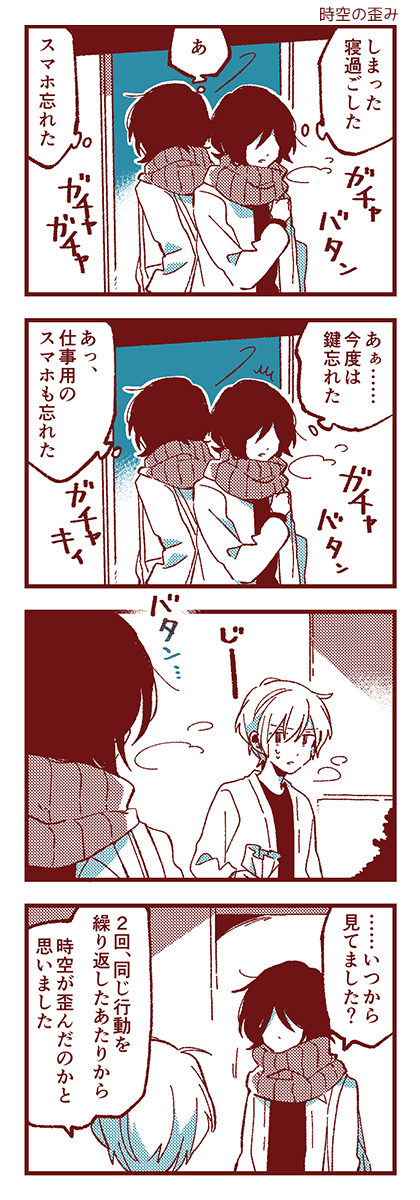 時空の歪み
しまった
寝過ごした
ガチャ
バタン
あ
スマホ忘れた
ガチャ
ガチャ
あぁ……
今度は
鍵忘れた
ガチャ
バタン
あっ、
仕事用の
スマホも忘れた
ガチャ
キィ
バタン…
じー
……いつから
見てました？
2回、同じ行動を
繰り返したあたりから
時空が歪んだのかと
思いました